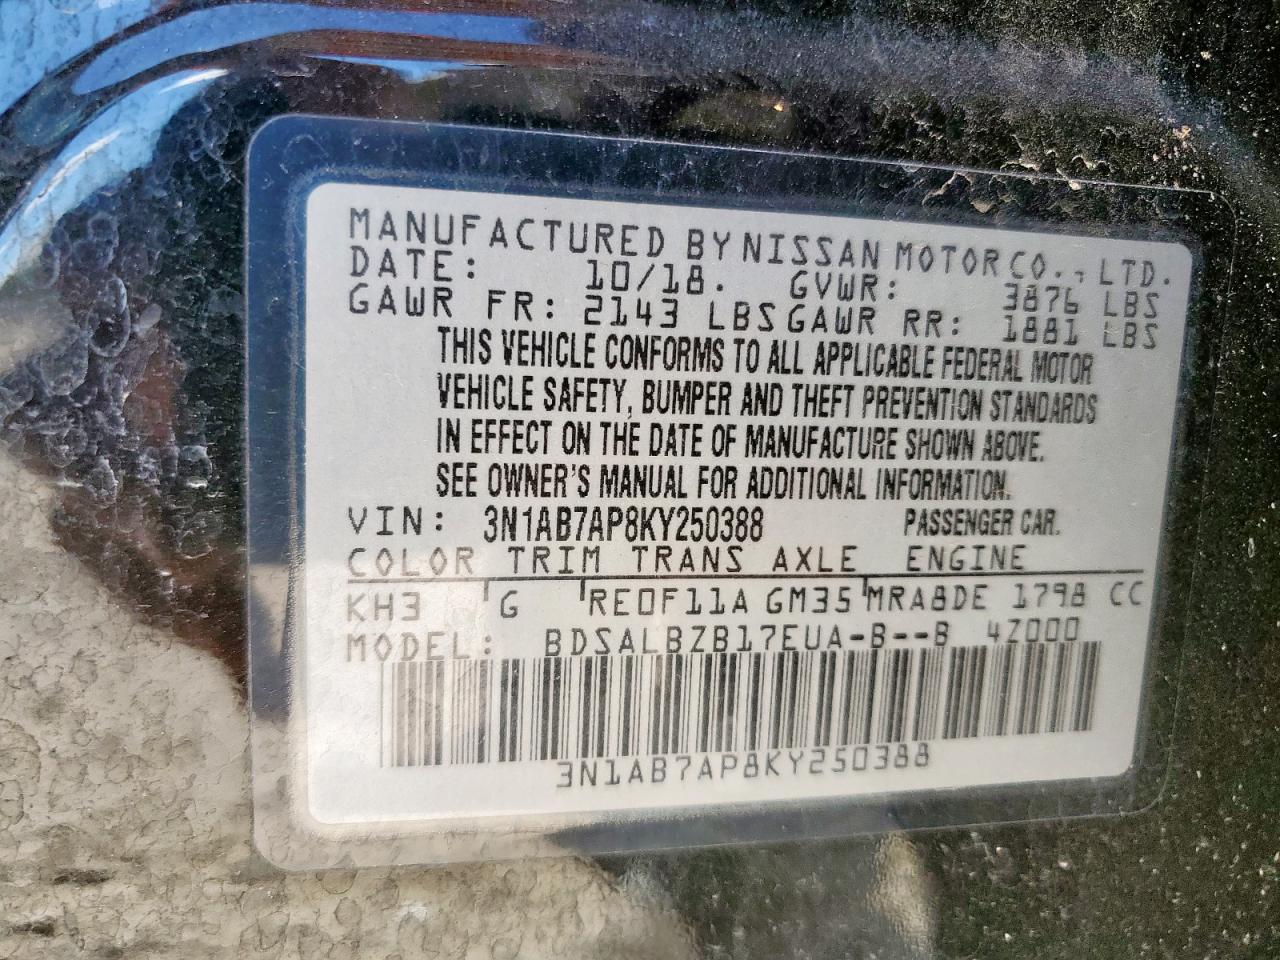 MANUFACTURED BY NISSAN MOTOR CO., LTD.
DATE: 10/18. GVWR: 3876 LBS
GAWR FR: 2143 LBS GAWR RR: 1881 LBS
THIS VEHICLE CONFORMS TO ALL APPLICABLE FEDERAL MOTOR
VEHICLE SAFETY, BUMPER AND THEFT PREVENTION STANDARDS
IN EFFECT ON THE DATE OF MANUFACTURE SHOWN ABOVE.
SEE OWNER'S MANUAL FOR ADDITIONAL INFORMATION.
VIN: 3N1AB7AP8KY250388 PASSENGER CAR.
COLOR TRIM TRANS AXLE ENGINE
KH3 G RE0F11A GM35 MRA8DE 1798 CC
MODEL: BDSALBZB17EUA-B--B 4Z000
3N1AB7AP8KY250388